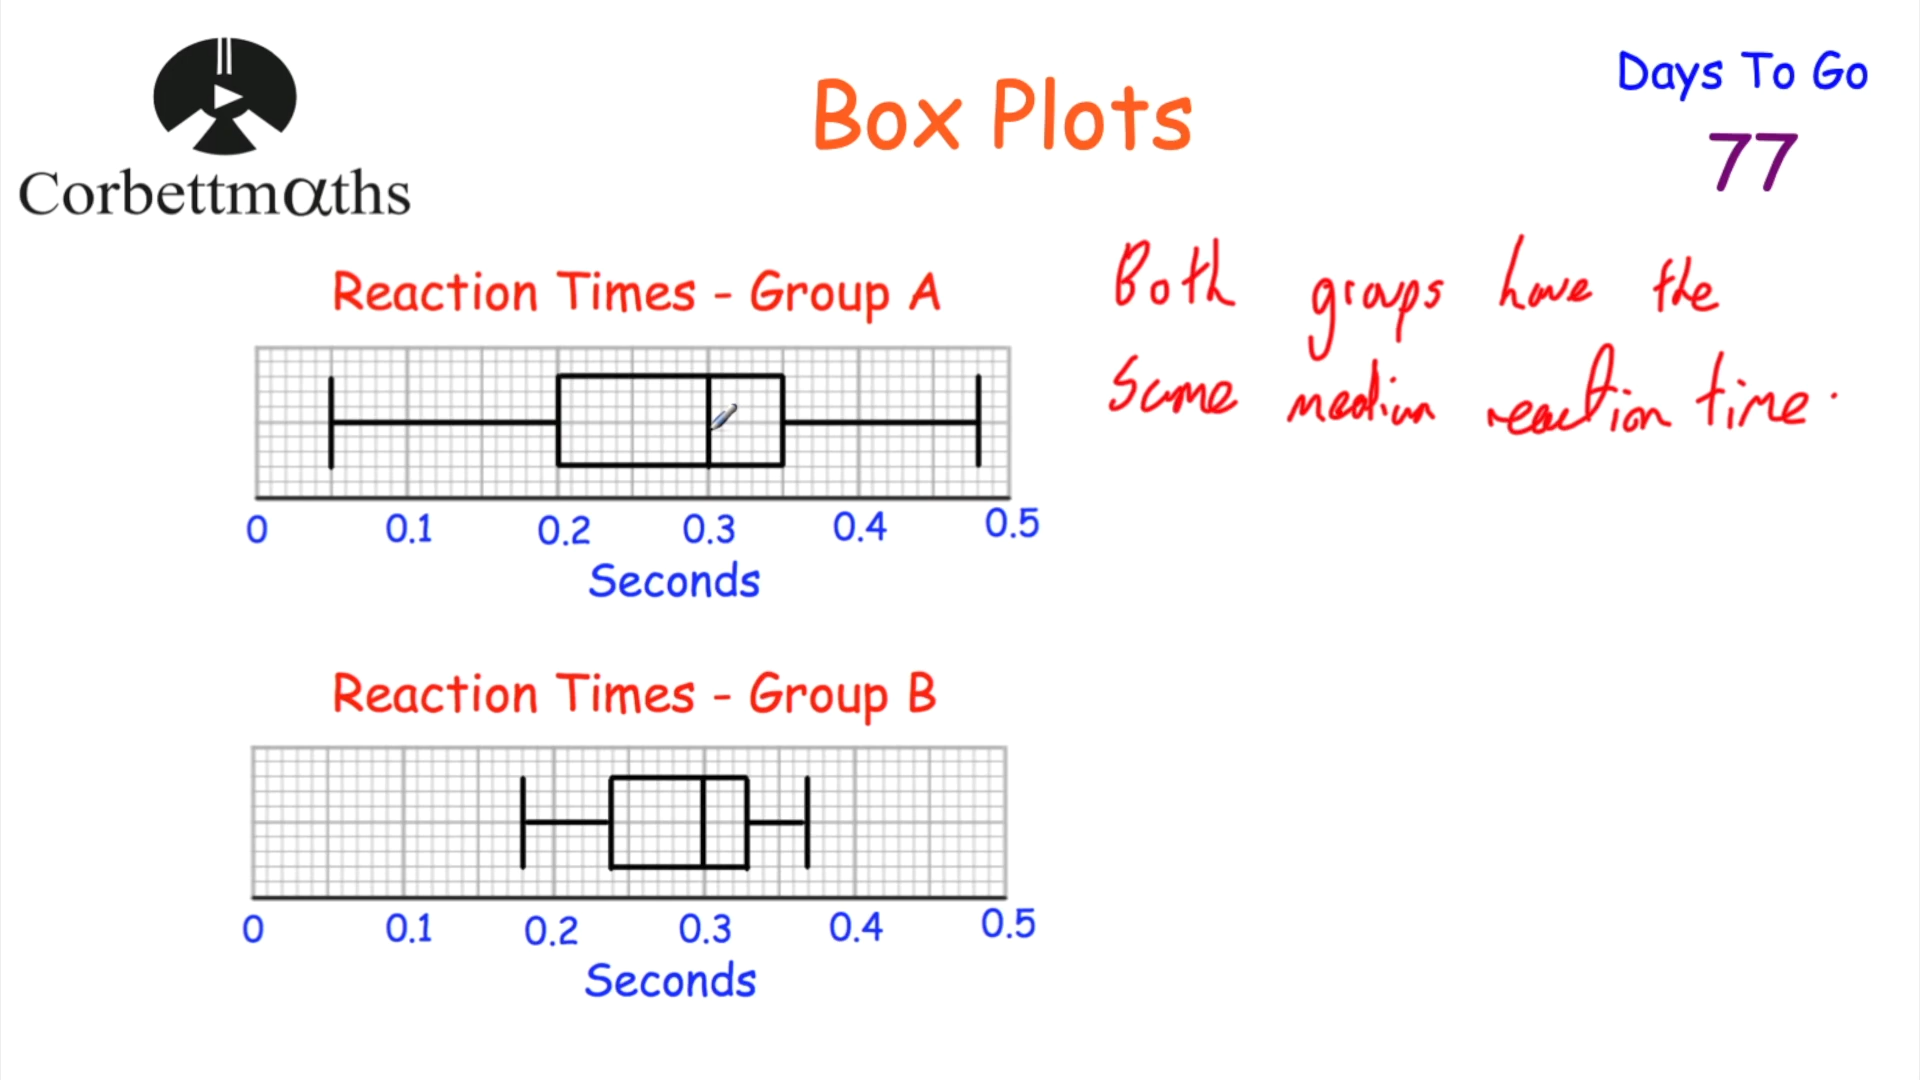 Corbettmαths
Box Plots
Days To Go
77
Reaction Times - Group A
0 0.1 0.2 0.3 0.4 0.5
Seconds
Both groups have the
same median reaction time.
Reaction Times - Group B
0 0.1 0.2 0.3 0.4 0.5
Seconds